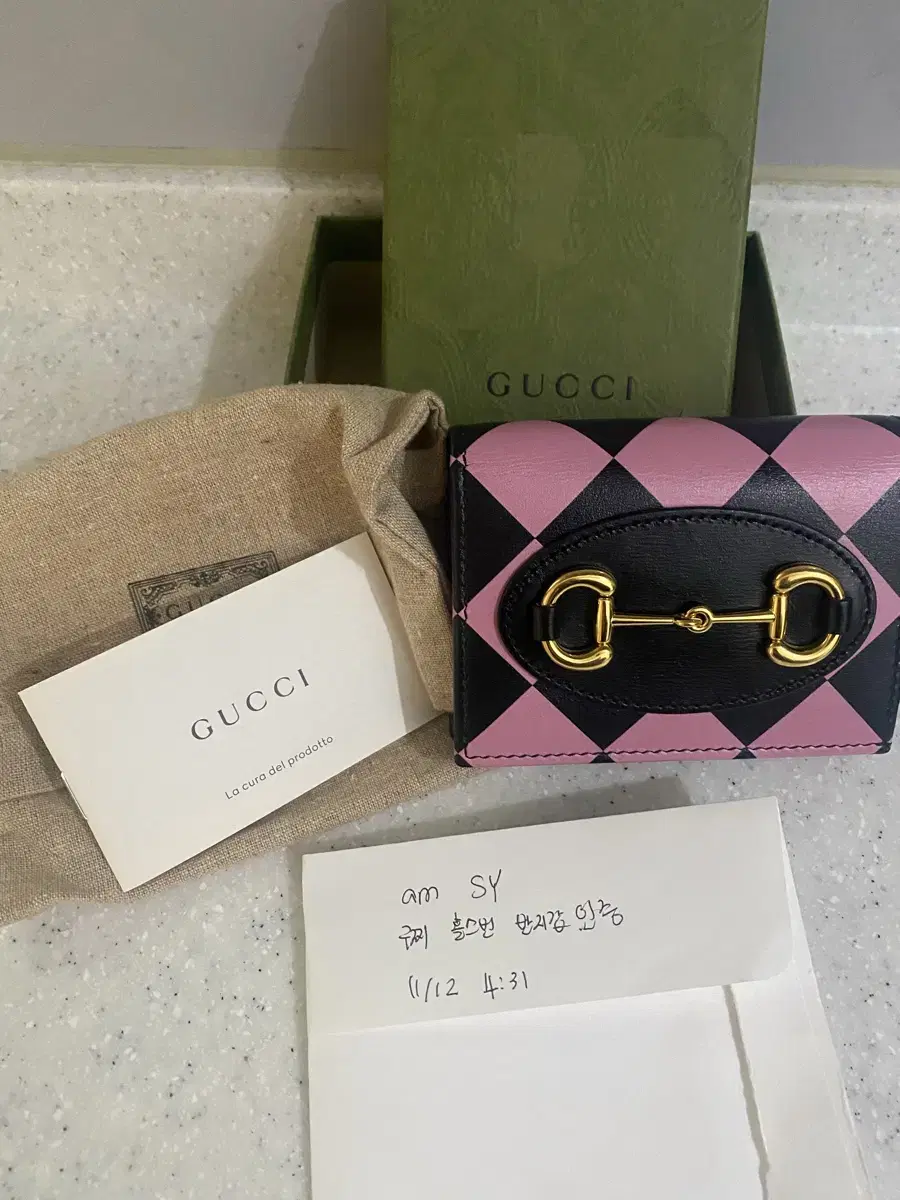 GUCCI
GUCCI
La cura del prodotto
am SY
구찌 홀스빗 반지갑 인증
11/12 4:31